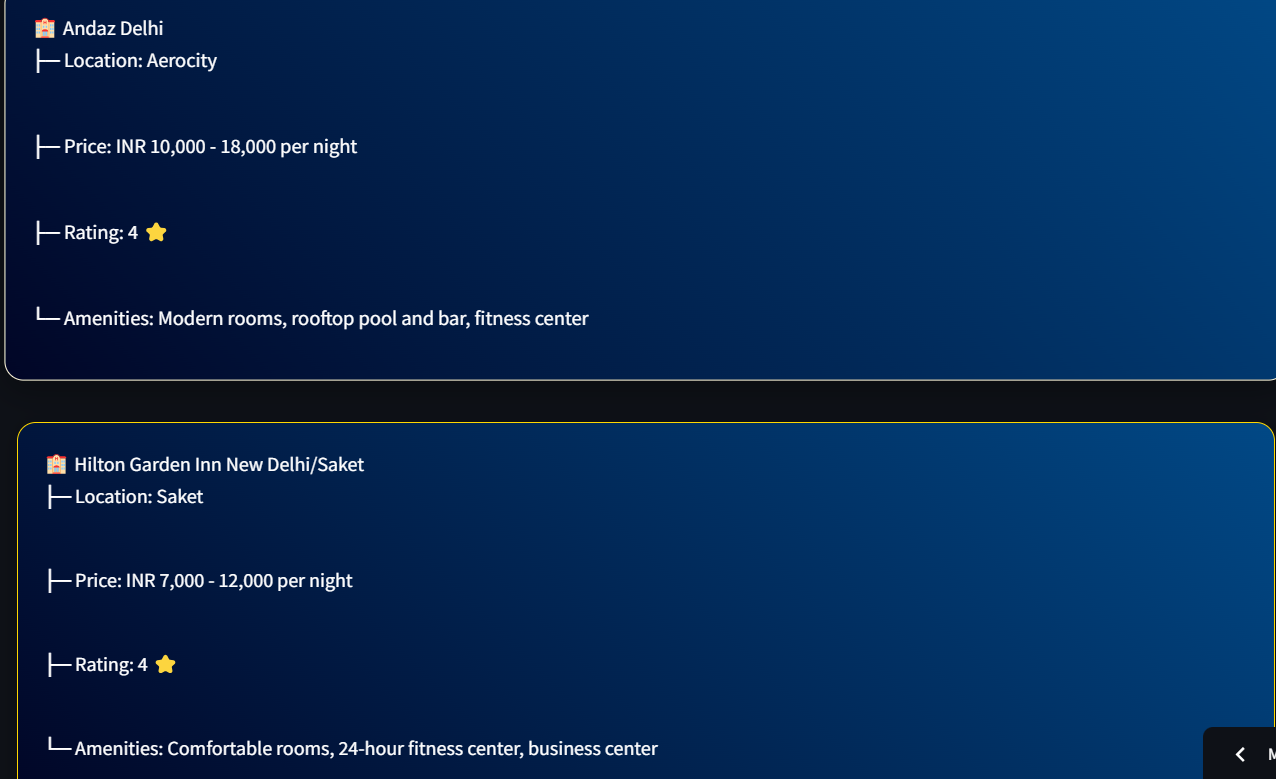 🏨 Andaz Delhi
├─ Location: Aerocity
├─ Price: INR 10,000 - 18,000 per night
├─ Rating: 4 ⭐
└─ Amenities: Modern rooms, rooftop pool and bar, fitness center
🏨 Hilton Garden Inn New Delhi/Saket
├─ Location: Saket
├─ Price: INR 7,000 - 12,000 per night
├─ Rating: 4 ⭐
└─ Amenities: Comfortable rooms, 24-hour fitness center, business center